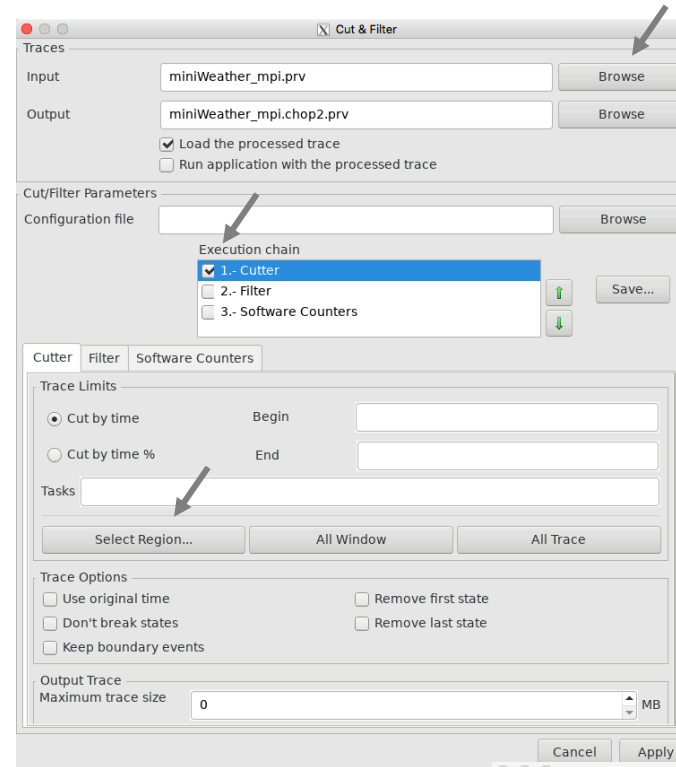 Cut & Filter
Traces
Input miniWeather_mpi.prv Browse
Output miniWeather_mpi.chop2.prv Browse
Load the processed trace
Run application with the processed trace
Cut/Filter Parameters
Configuration file Browse
Execution chain
1.- Cutter
2.- Filter
3.- Software Counters
Save...
Cutter Filter Software Counters
Trace Limits
Cut by time Begin
Cut by time % End
Tasks
Select Region... All Window All Trace
Trace Options
Use original time Remove first state
Don't break states Remove last state
Keep boundary events
Output Trace
Maximum trace size 0 MB
Cancel Apply